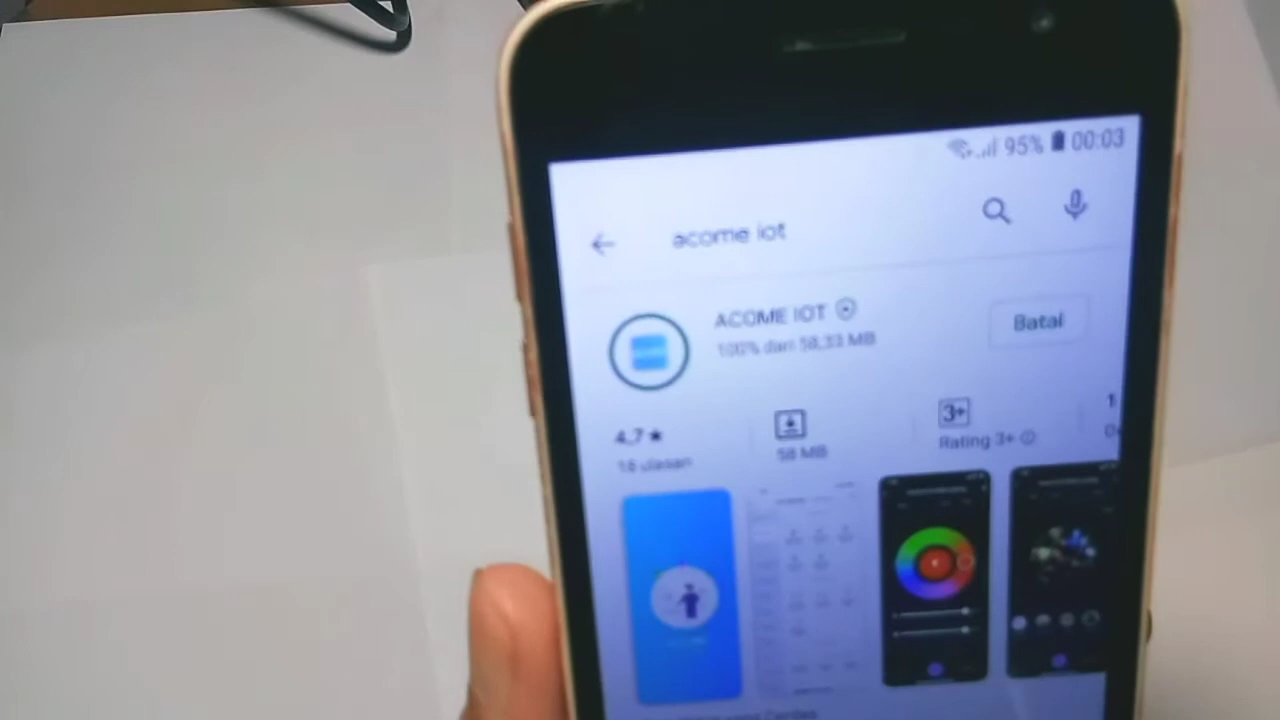 95% 00:03
acome iot
ACOME IOT
100% dari 58,33 MB
Batal
4,7★
18 ulasan
58 MB
3+
Rating 3+
1